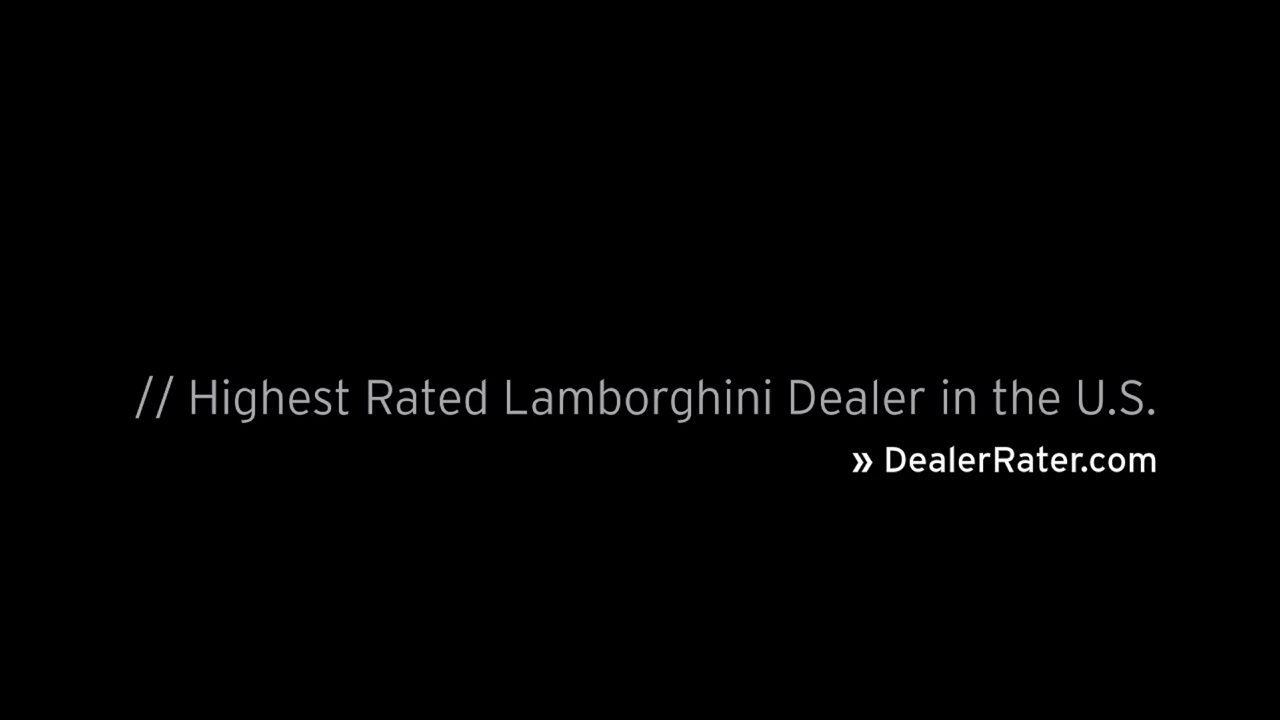 // Highest Rated Lamborghini Dealer in the U.S.
» DealerRater.com